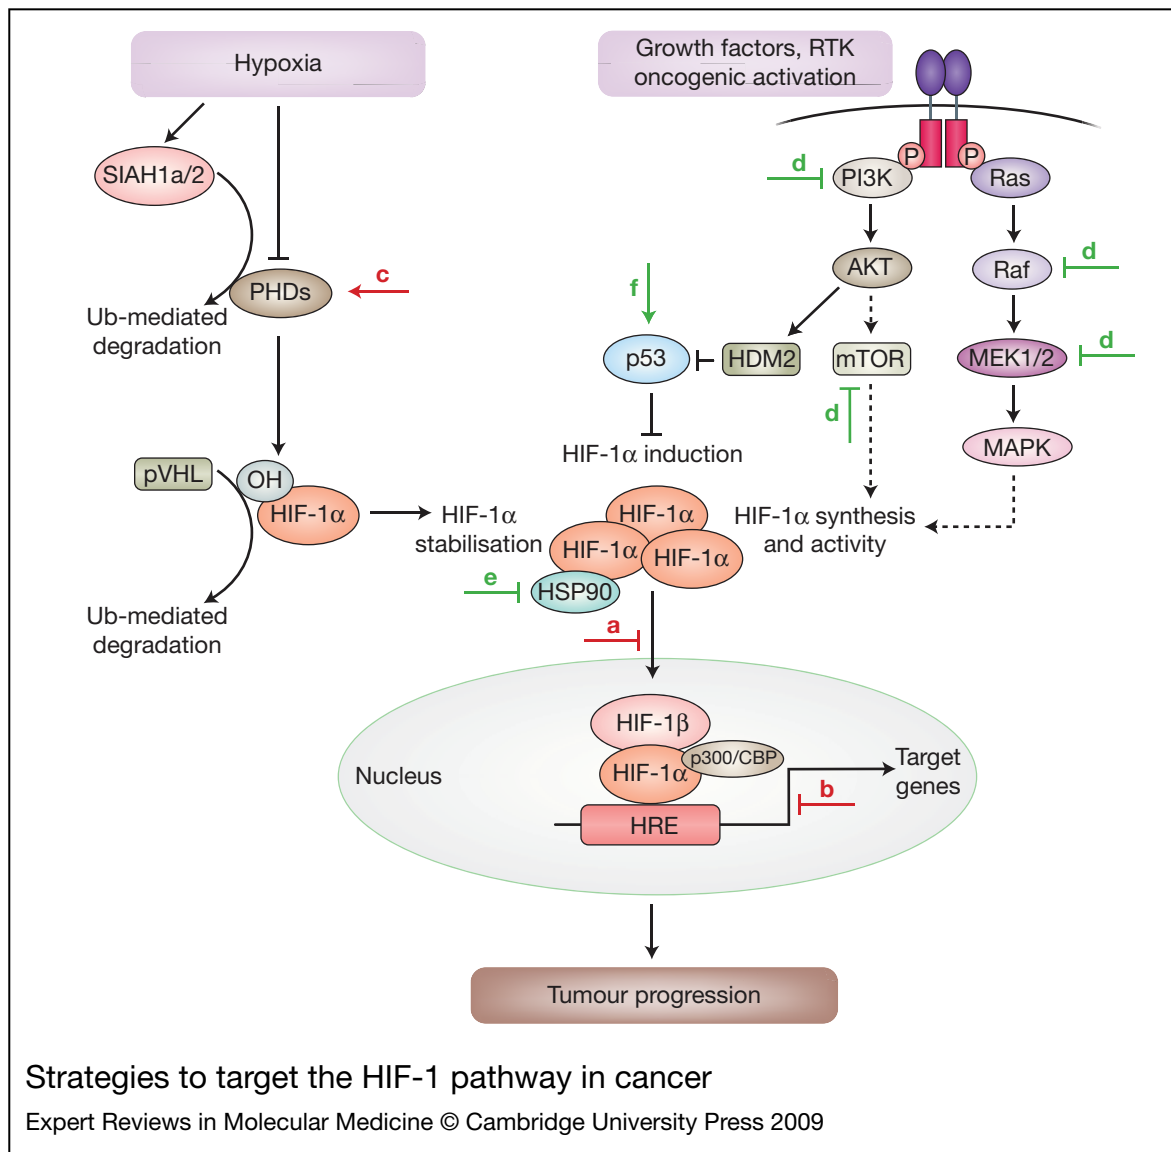 Hypoxia
Growth factors, RTK
oncogenic activation
SIAH1a/2
P
P
d
PI3K
Ras
AKT
Raf
d
PHDs
c
f
Ub-mediated
degradation
p53
HDM2
mTOR
MEK1/2
d
d
HIF-1α induction
MAPK
pVHL
OH
HIF-1α
HIF-1α
stabilisation
HIF-1α
HIF-1α
HIF-1α
HIF-1α synthesis
and activity
e
HSP90
Ub-mediated
degradation
a
HIF-1β
p300/CBP
HIF-1α
Nucleus
Target
genes
b
HRE
Tumour progression
Strategies to target the HIF-1 pathway in cancer
Expert Reviews in Molecular Medicine © Cambridge University Press 2009